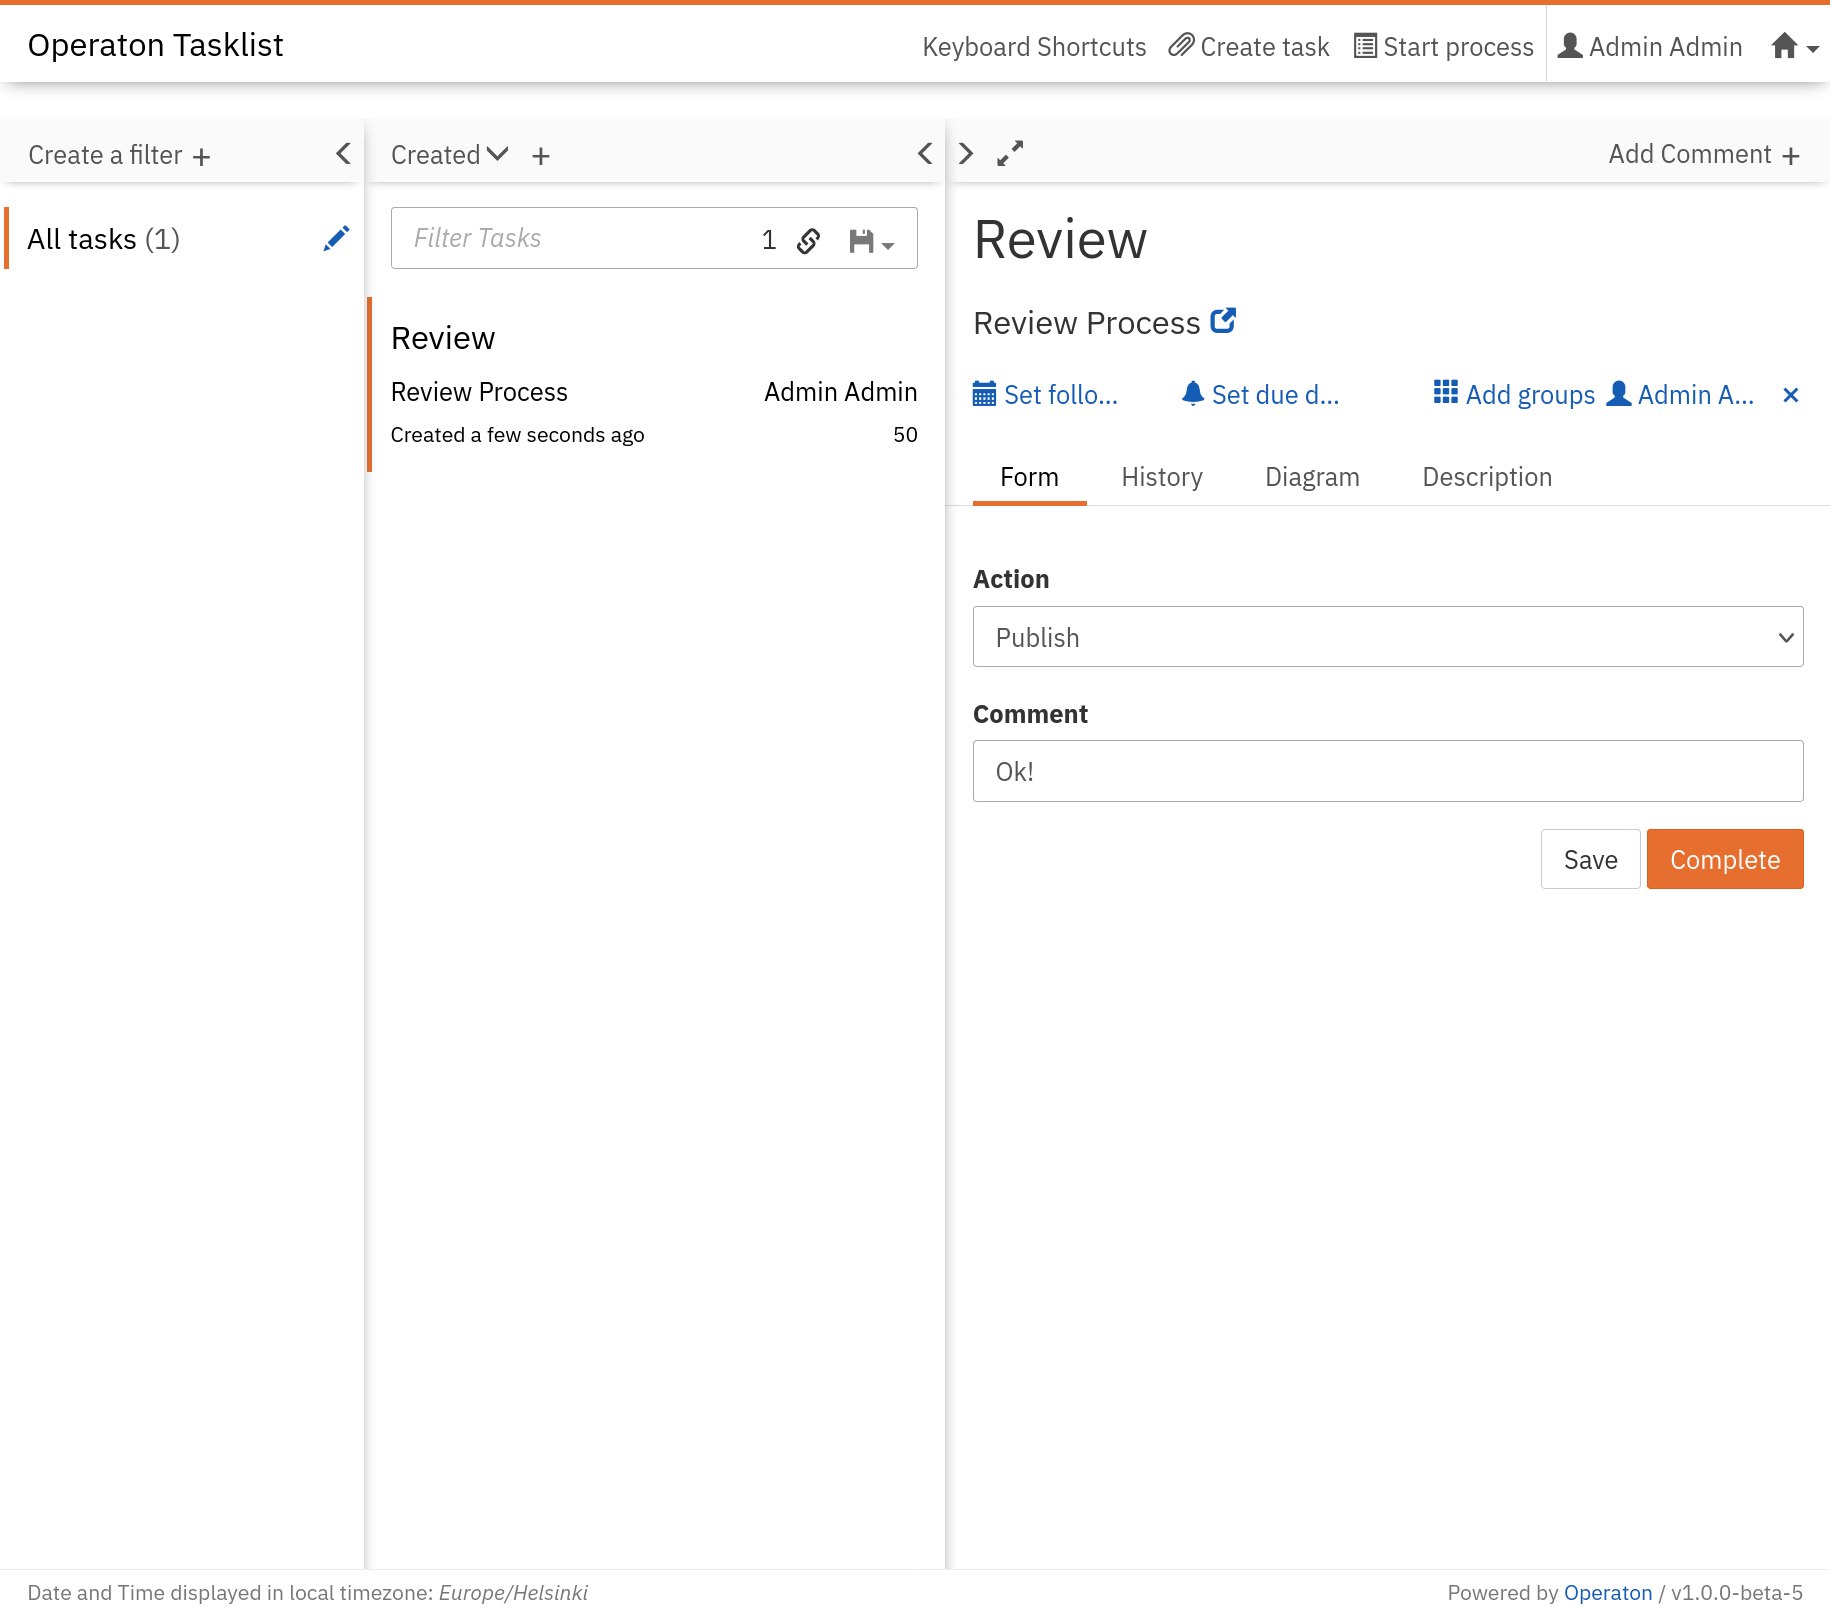 Operaton Tasklist
Keyboard Shortcuts Create task Start process Admin Admin
Create a filter +
Created +
Add Comment +
All tasks (1)
Filter Tasks 1
Review
Review Process Admin Admin
Created a few seconds ago 50
Review
Review Process
Set follo... Set due d... Add groups Admin A... ×
Form History Diagram Description
Action
Publish
Comment
Ok!
Save Complete
Date and Time displayed in local timezone: Europe/Helsinki
Powered by Operaton / v1.0.0-beta-5